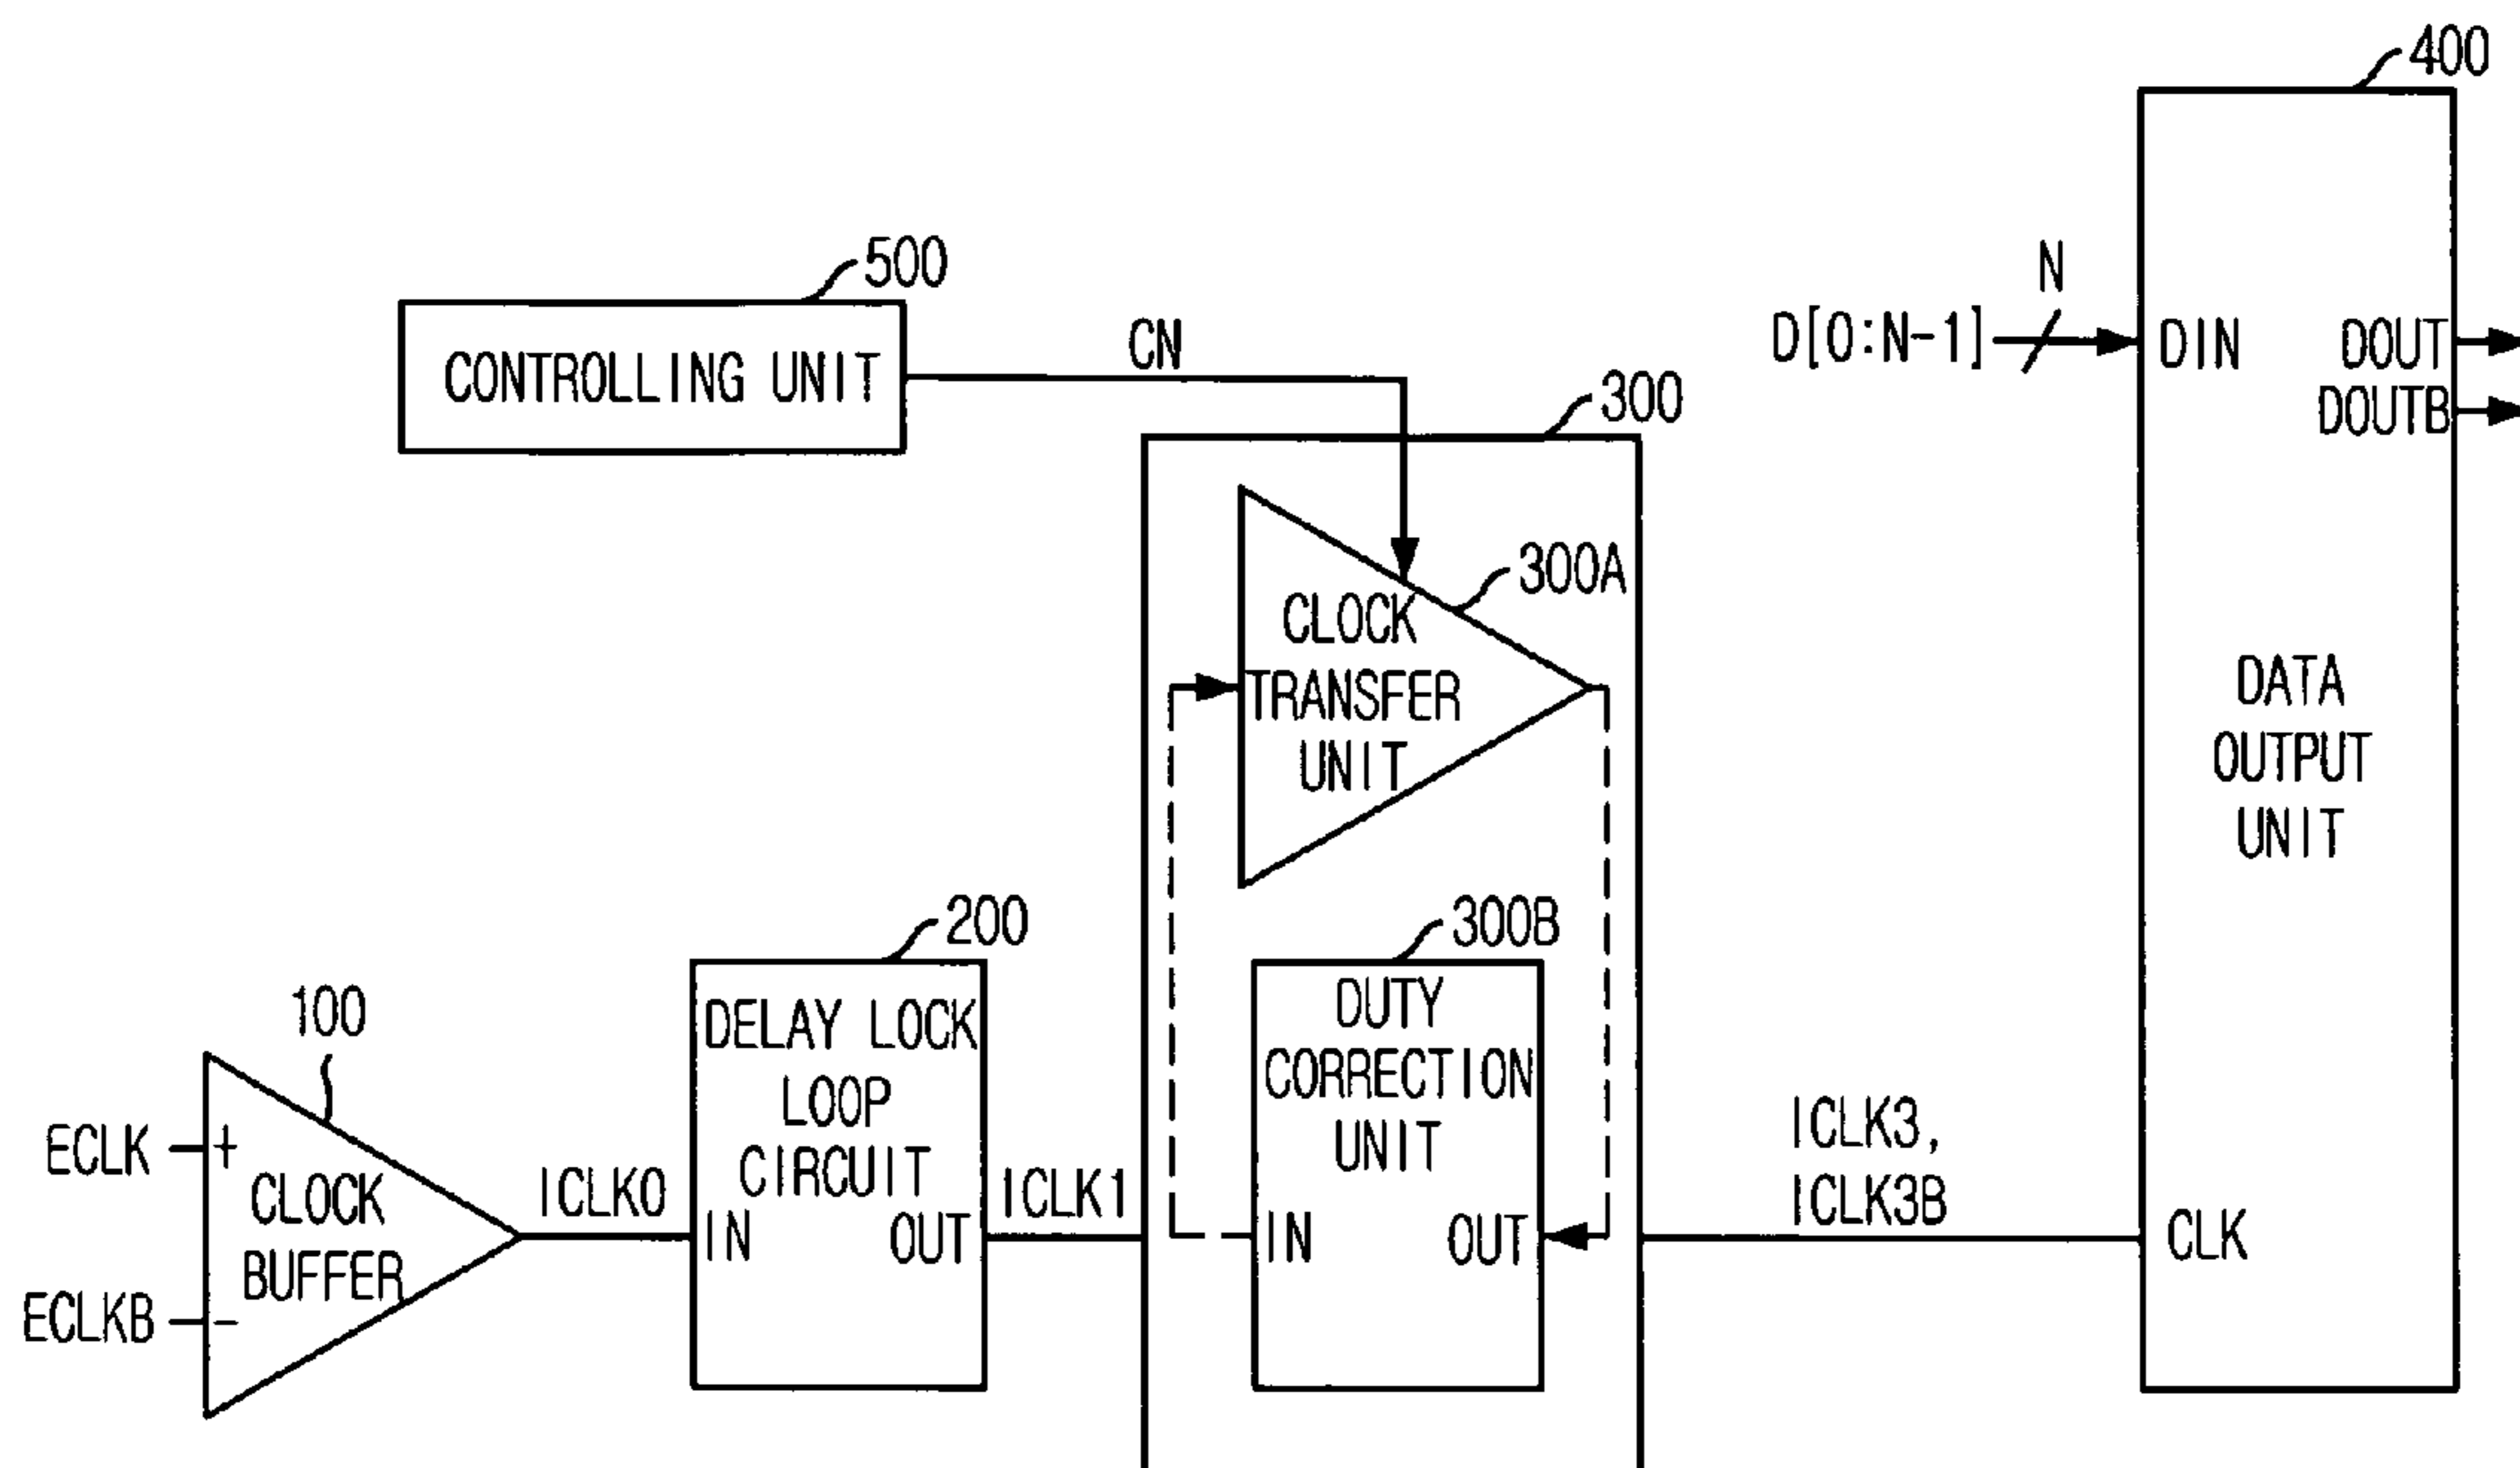 400
500
CONTROLLING UNIT
CN
N
D[0:N-1]
DIN
DOUT
DOUTB
300
300A
CLOCK
TRANSFER
UNIT
DATA
OUTPUT
UNIT
200
300B
100
DELAY LOCK
LOOP
CIRCUIT
IN
OUT
DUTY
CORRECTION
UNIT
IN
OUT
ECLK
+
CLOCK
BUFFER
ECLKB
-
ICLK0
ICLK1
ICLK3,
ICLK3B
CLK